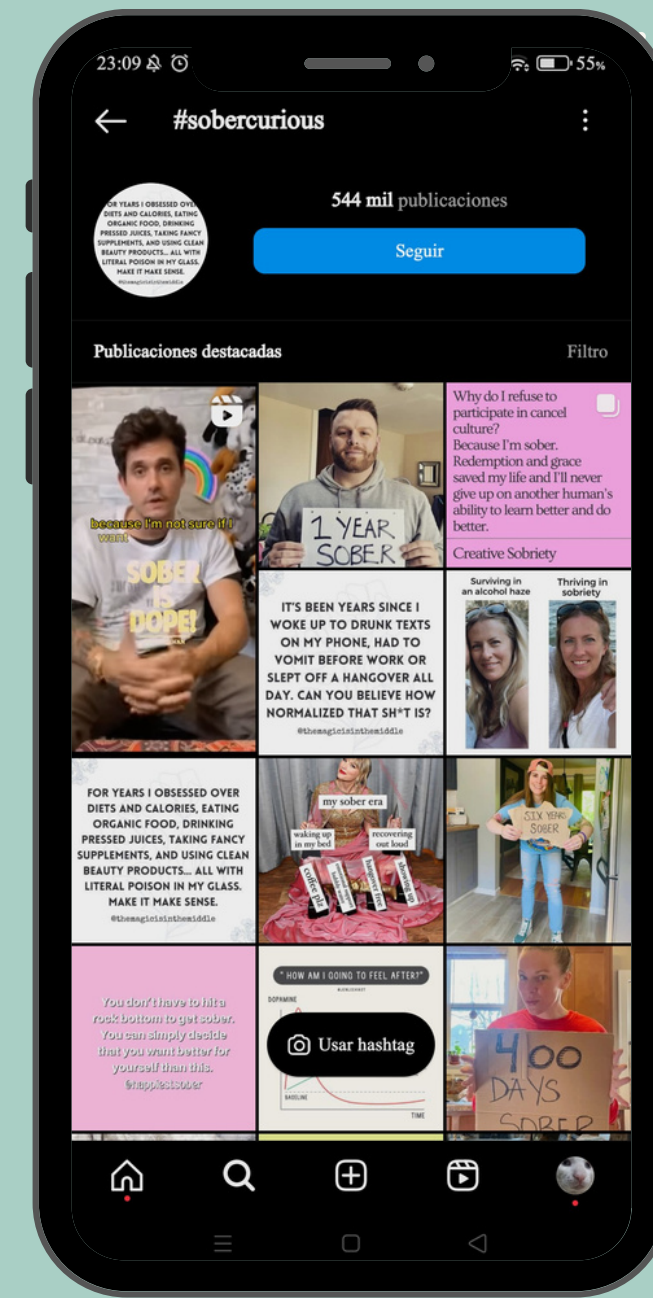 23:09
55%
#sobercurious
FOR YEARS I OBSESSED OVER
DIETS AND CALORIES, EATING
ORGANIC FOOD, DRINKING
PRESSED JUICES, TAKING FANCY
SUPPLEMENTS, AND USING CLEAN
BEAUTY PRODUCTS... ALL WITH
LITERAL POISON IN MY GLASS.
MAKE IT MAKE SENSE.
@themagicisinthemiddle
544 mil publicaciones
Seguir
Publicaciones destacadas
Filtro
because I'm not sure if I
want
SOBER
IS
DOPE!
1 YEAR
SOBER
Why do I refuse to
participate in cancel
culture?
Because I'm sober.
Redemption and grace
saved my life and I'll never
give up on another human's
ability to learn better and do
better.
Creative Sobriety
IT'S BEEN YEARS SINCE I
WOKE UP TO DRUNK TEXTS
ON MY PHONE, HAD TO
VOMIT BEFORE WORK OR
SLEPT OFF A HANGOVER ALL
DAY. CAN YOU BELIEVE HOW
NORMALIZED THAT SH*T IS?
@themagicisinthemiddle
Surviving in
an alcohol haze
Thriving in
sobriety
FOR YEARS I OBSESSED OVER
DIETS AND CALORIES, EATING
ORGANIC FOOD, DRINKING
PRESSED JUICES, TAKING FANCY
SUPPLEMENTS, AND USING CLEAN
BEAUTY PRODUCTS... ALL WITH
LITERAL POISON IN MY GLASS.
MAKE IT MAKE SENSE.
@themagicisinthemiddle
my sober era
waking up
in my bed
recovering
out loud
coffee plz
hangover free
showing up
SIX YEARS
SOBER
You don't have to hit a
rock bottom to get sober.
You can simply decide
that you want better for
yourself than this.
@happiestsober
"HOW AM I GOING TO FEEL AFTER?"
DOPAMINE
Usar hashtag
BASELINE
TIME
400
DAYS
SOBER